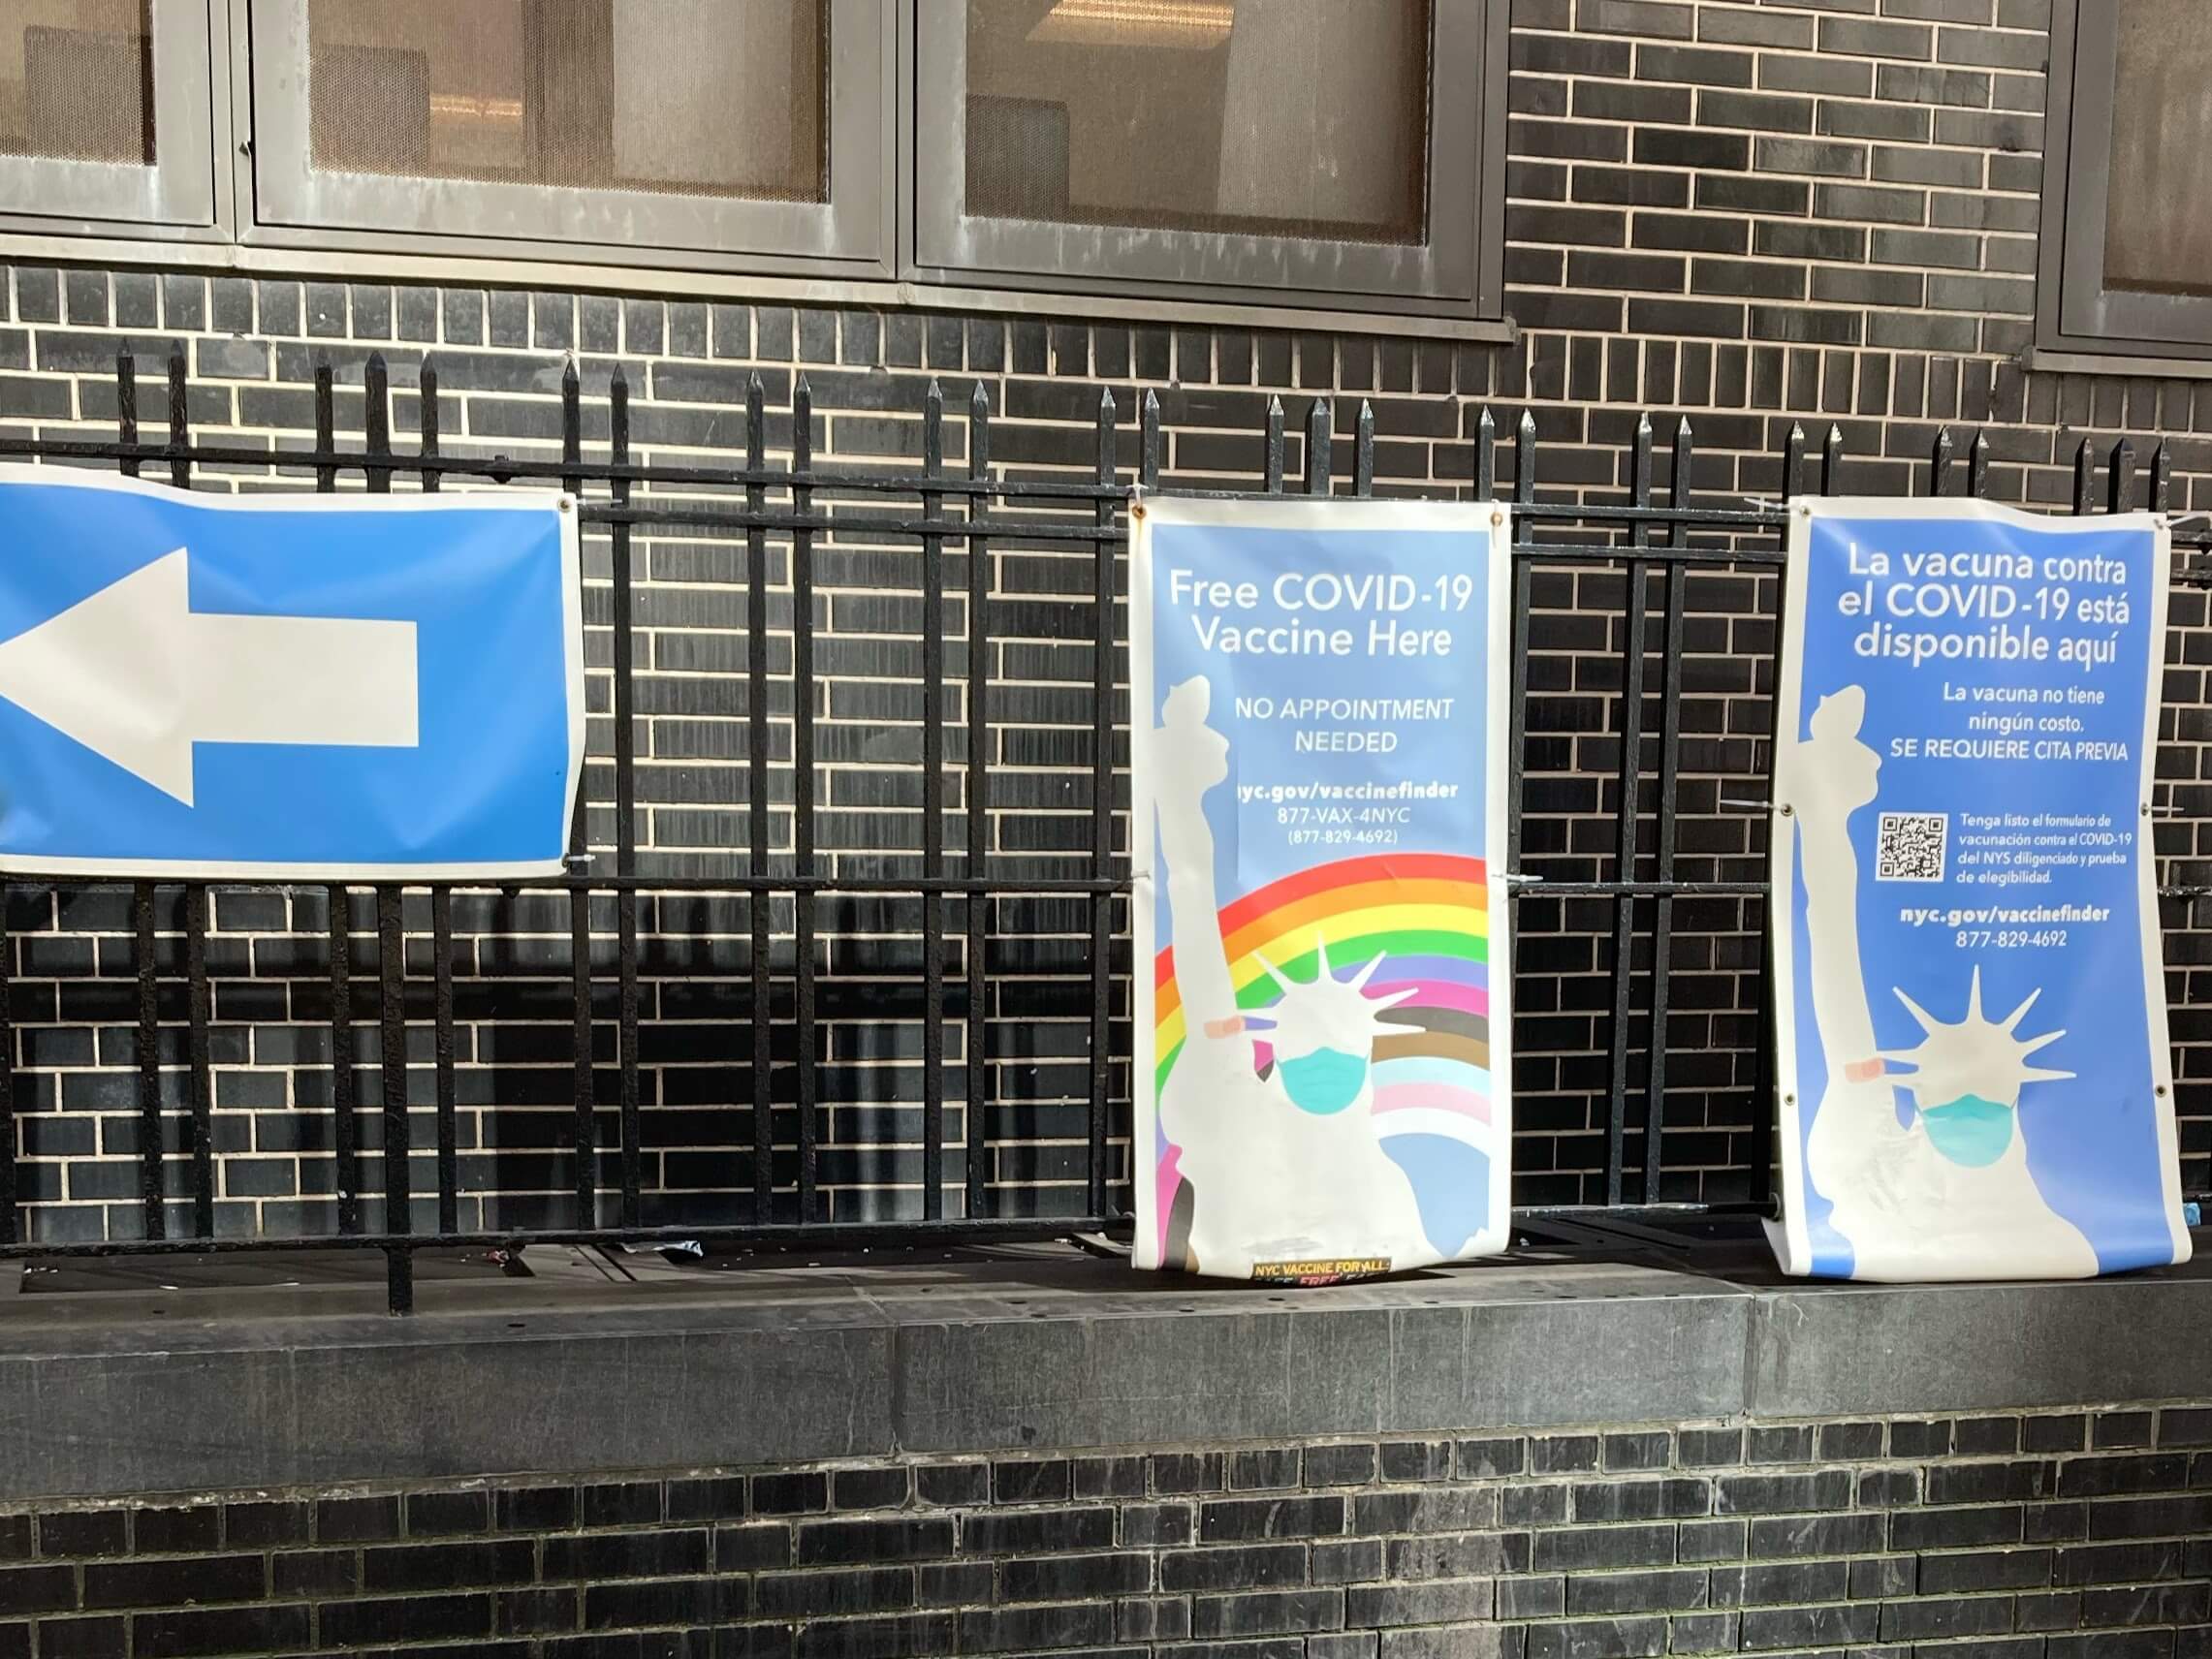 Free COVID-19
Vaccine Here
NO APPOINTMENT
NEEDED
nyc.gov/vaccinefinder
877-VAX-4NYC
(877-829-4692)
NYC VACCINE FOR ALL:
La vacuna contra
el COVID-19 está
disponible aquí
La vacuna no tiene
ningún costo.
SE REQUIERE CITA PREVIA
Tenga listo el formulario de
vacunación contra el COVID-19
del NYS diligenciado y prueba
de elegibilidad.
nyc.gov/vaccinefinder
877-829-4692